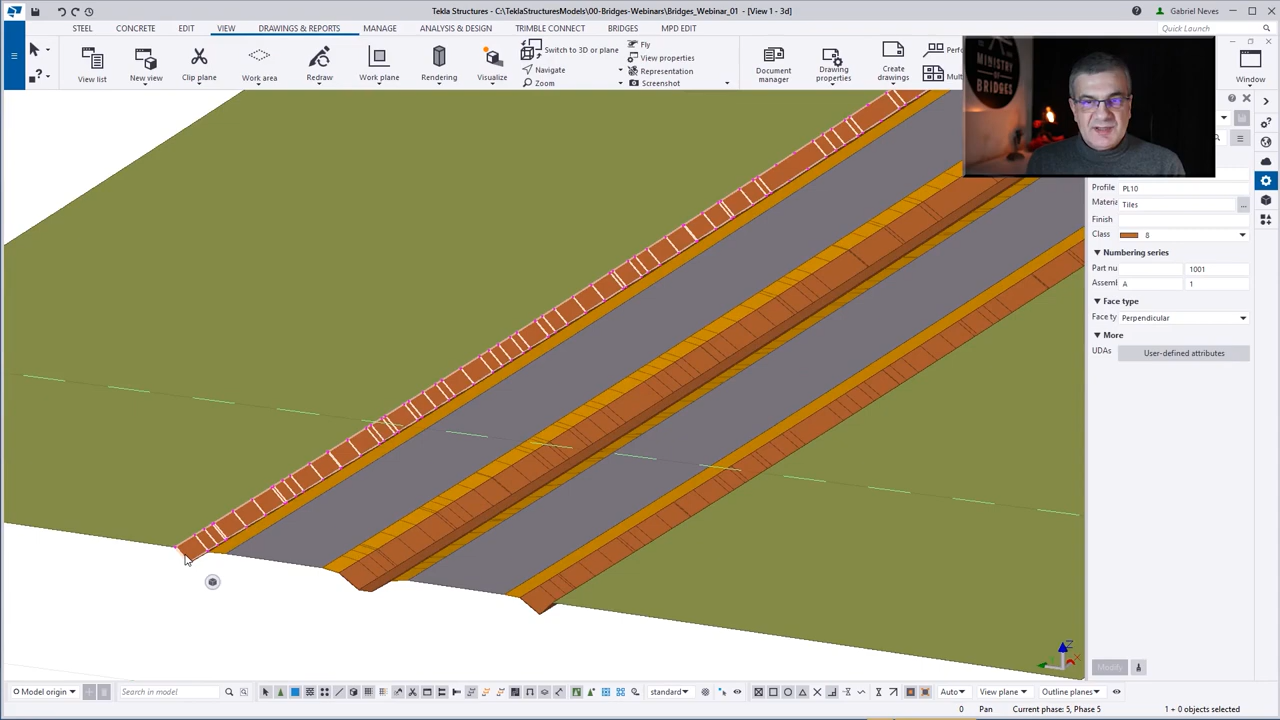 Tekla Structures - C:\TeklaStructuresModels\00-Bridges-Webinars\Bridges_Webinar_01 - [View 1 - 3d]
Gabriel Neves
STEEL CONCRETE EDIT VIEW DRAWINGS & REPORTS MANAGE ANALYSIS & DESIGN TRIMBLE CONNECT BRIDGES MPD EDIT
Quick Launch
View list
New view
Clip plane
Work area
Redraw
Work plane
Rendering
Visualize
Switch to 3D or plane
Navigate
Zoom
Fly
View properties
Representation
Screenshot
Document manager
Drawing properties
Create drawings
Window
MINISTRY OF BRIDGES
Profile PL10
Materia Tiles ...
Finish
Class 8
Numbering series
Part nu 1001
Assemb A 1
Face type
Face ty Perpendicular
More
UDAs User-defined attributes
Z
Modify
Model origin
Search in model
standard
Auto
View plane
Outline planes
0 Pan Current phase: 5, Phase 5 1 + 0 objects selected